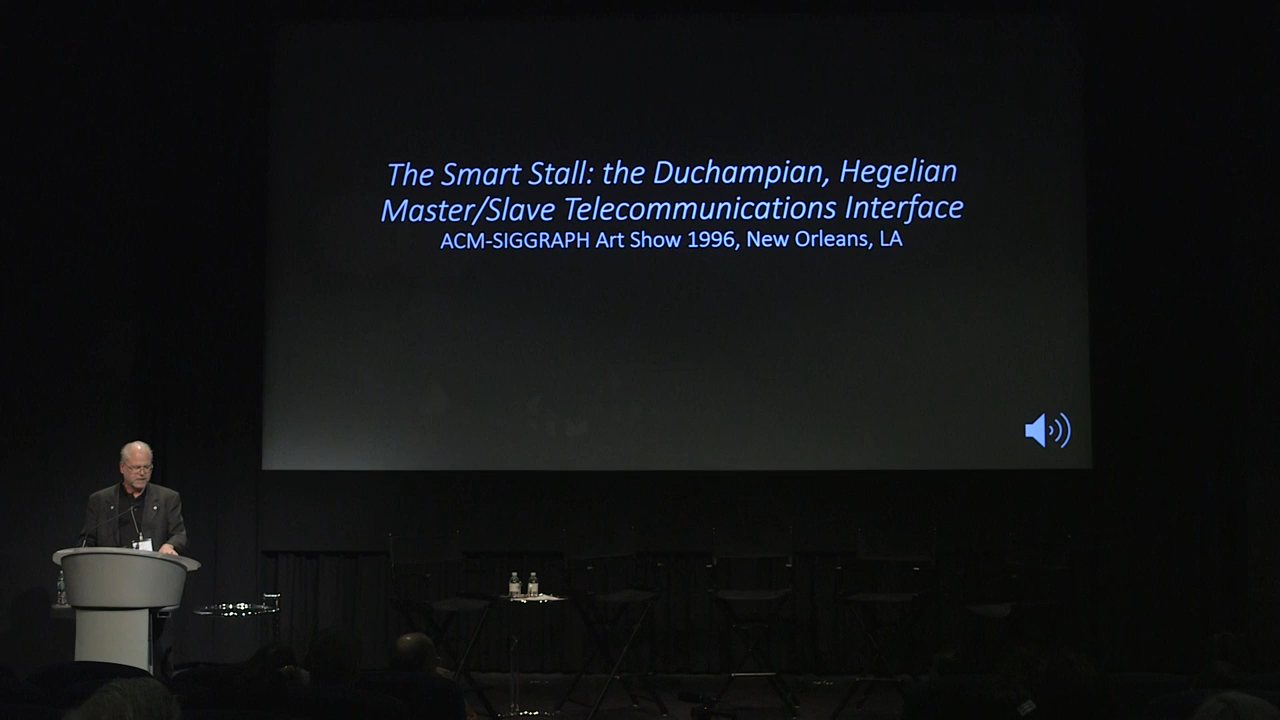 The Smart Stall: the Duchampian, Hegelian
Master/Slave Telecommunications Interface
ACM-SIGGRAPH Art Show 1996, New Orleans, LA